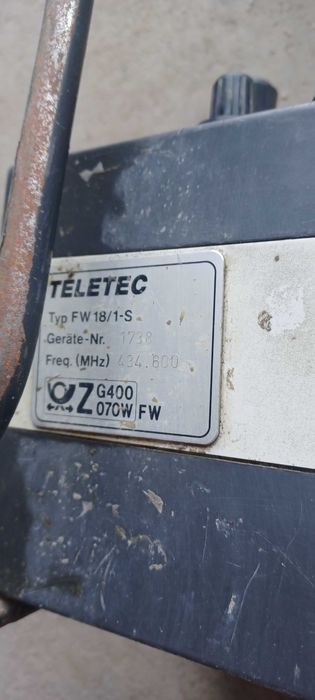 TELETEC
Typ FW 18/1-S
Geräte-Nr. 1738
Freq. (MHz) 434.600
Z G400
070W FW